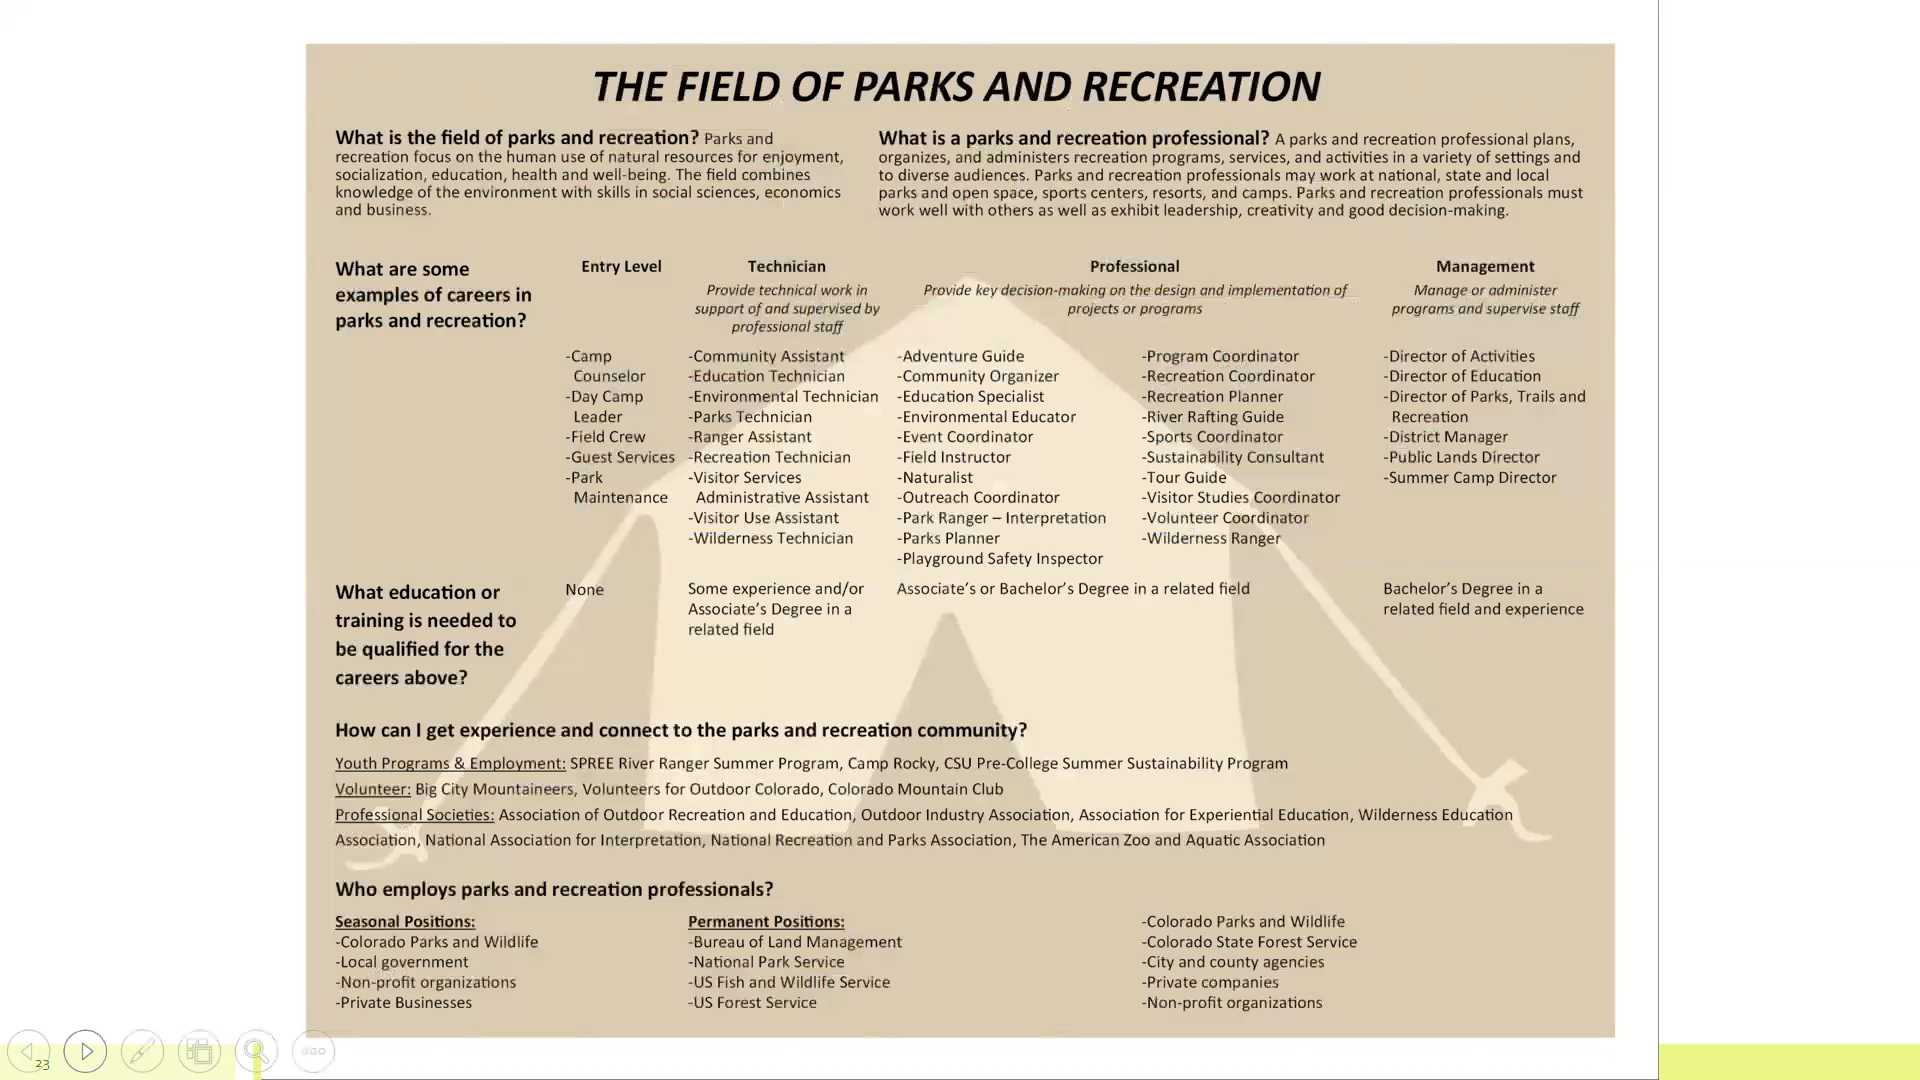 THE FIELD OF PARKS AND RECREATION
What is the field of parks and recreation? Parks and
recreation focus on the human use of natural resources for enjoyment,
socialization, education, health and well-being. The field combines
knowledge of the environment with skills in social sciences, economics
and business.
What is a parks and recreation professional? A parks and recreation professional plans,
organizes, and administers recreation programs, services, and activities in a variety of settings and
to diverse audiences. Parks and recreation professionals may work at national, state and local
parks and open space, sports centers, resorts, and camps. Parks and recreation professionals must
work well with others as well as exhibit leadership, creativity and good decision-making.
What are some
examples of careers in
parks and recreation?
Entry Level
-Camp
Counselor
-Day Camp
Leader
-Field Crew
-Guest Services
-Park
Maintenance
Technician
Provide technical work in
support of and supervised by
professional staff
-Community Assistant
-Education Technician
-Environmental Technician
-Parks Technician
-Ranger Assistant
-Recreation Technician
-Visitor Services
Administrative Assistant
-Visitor Use Assistant
-Wilderness Technician
Professional
Provide key decision-making on the design and implementation of
projects or programs
-Adventure Guide
-Community Organizer
-Education Specialist
-Environmental Educator
-Event Coordinator
-Field Instructor
-Naturalist
-Outreach Coordinator
-Park Ranger – Interpretation
-Parks Planner
-Playground Safety Inspector
-Program Coordinator
-Recreation Coordinator
-Recreation Planner
-River Rafting Guide
-Sports Coordinator
-Sustainability Consultant
-Tour Guide
-Visitor Studies Coordinator
-Volunteer Coordinator
-Wilderness Ranger
Management
Manage or administer
programs and supervise staff
-Director of Activities
-Director of Education
-Director of Parks, Trails and
Recreation
-District Manager
-Public Lands Director
-Summer Camp Director
What education or
training is needed to
be qualified for the
careers above?
None
Some experience and/or
Associate's Degree in a
related field
Associate's or Bachelor's Degree in a related field
Bachelor's Degree in a
related field and experience
How can I get experience and connect to the parks and recreation community?
Youth Programs & Employment: SPREE River Ranger Summer Program, Camp Rocky, CSU Pre-College Summer Sustainability Program
Volunteer: Big City Mountaineers, Volunteers for Outdoor Colorado, Colorado Mountain Club
Professional Societies: Association of Outdoor Recreation and Education, Outdoor Industry Association, Association for Experiential Education, Wilderness Education
Association, National Association for Interpretation, National Recreation and Parks Association, The American Zoo and Aquatic Association
Who employs parks and recreation professionals?
Seasonal Positions:
-Colorado Parks and Wildlife
-Local government
-Non-profit organizations
-Private Businesses
Permanent Positions:
-Bureau of Land Management
-National Park Service
-US Fish and Wildlife Service
-US Forest Service
-Colorado Parks and Wildlife
-Colorado State Forest Service
-City and county agencies
-Private companies
-Non-profit organizations
23